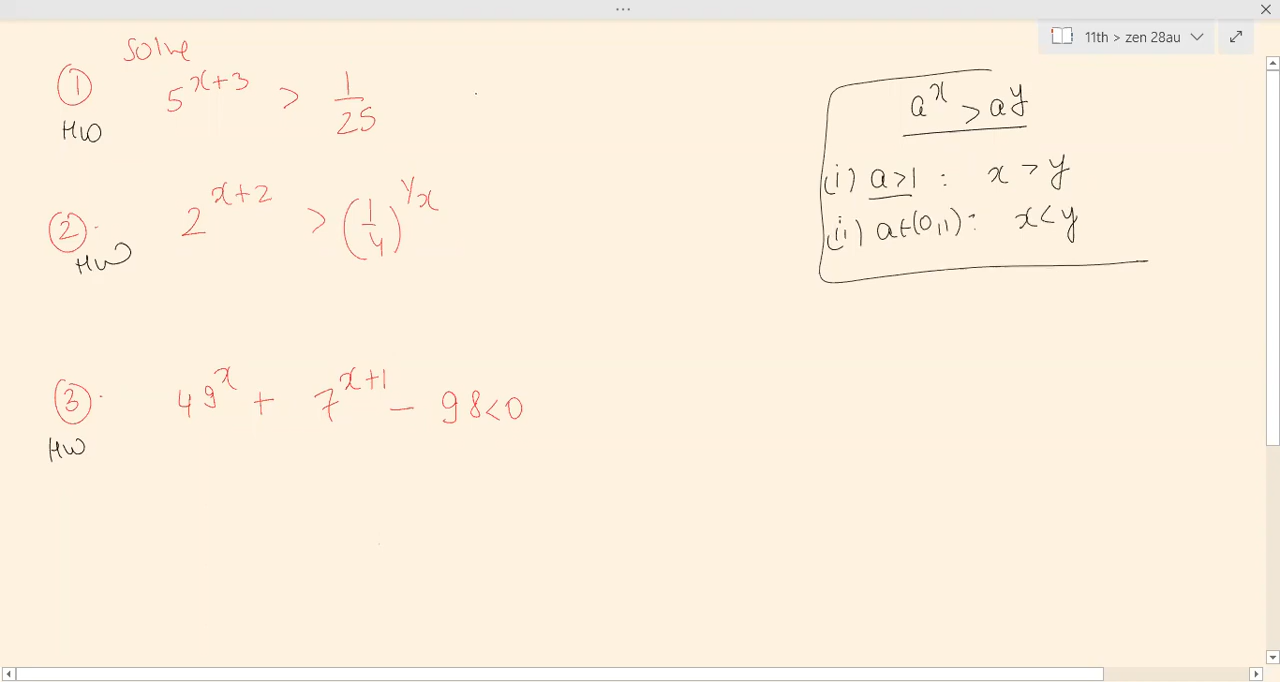 11th > zen 28au
Solve
① 5^{x+3} > 1/25
HW
② 2^{x+2} > (1/4)^{1/x}
HW
③ 49^x + 7^{x+1} - 98<0
HW
a^x > a^y
(i) a>1 : x > y
(ii) a∈(0,1): x<y